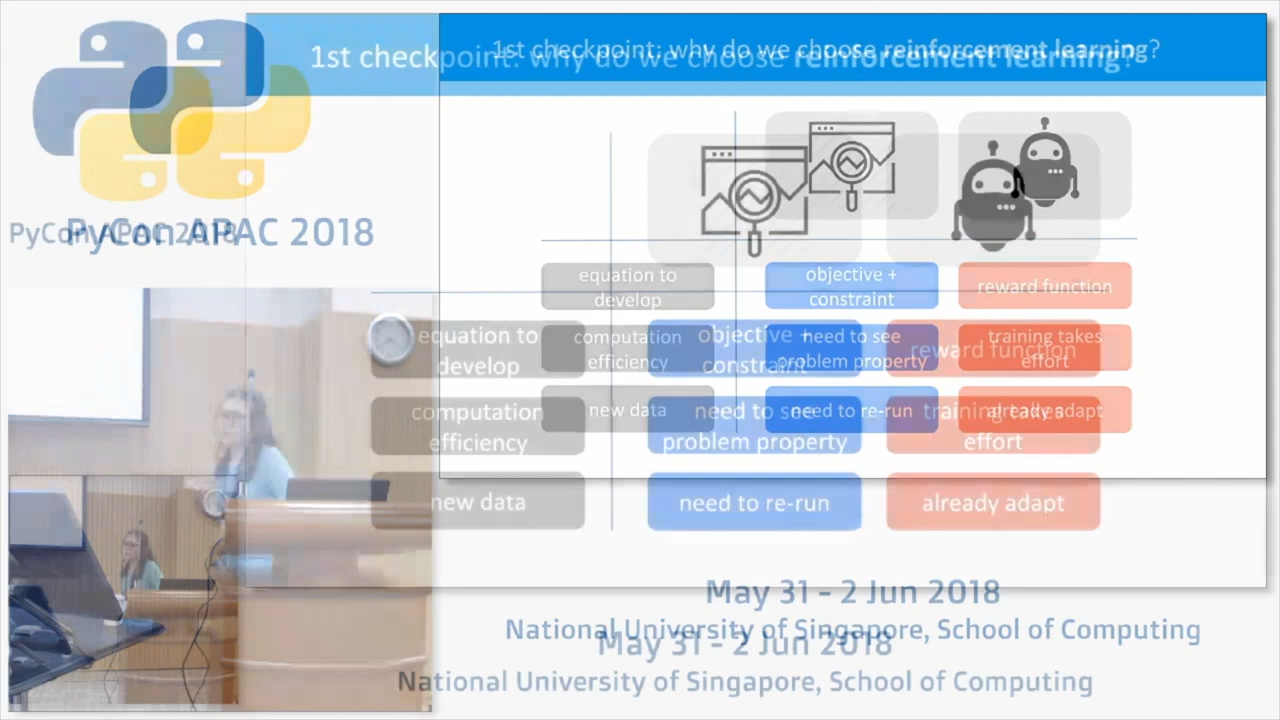 1st checkpoint: why do we choose reinforcement learning?
1st checkpoint: why do we choose reinforcement learning?
PyCon APAC 2018
PyCon APAC 2018
equation to
develop
objective +
constraint
reward function
computation
efficiency
need to see
problem property
training takes
effort
new data
need to re-run
already adapt
equation to
develop
objective +
constraint
reward function
computation
efficiency
need to see
problem property
training takes
effort
new data
need to re-run
already adapt
May 31 - 2 Jun 2018
National University of Singapore, School of Computing
May 31 - 2 Jun 2018
National University of Singapore, School of Computing